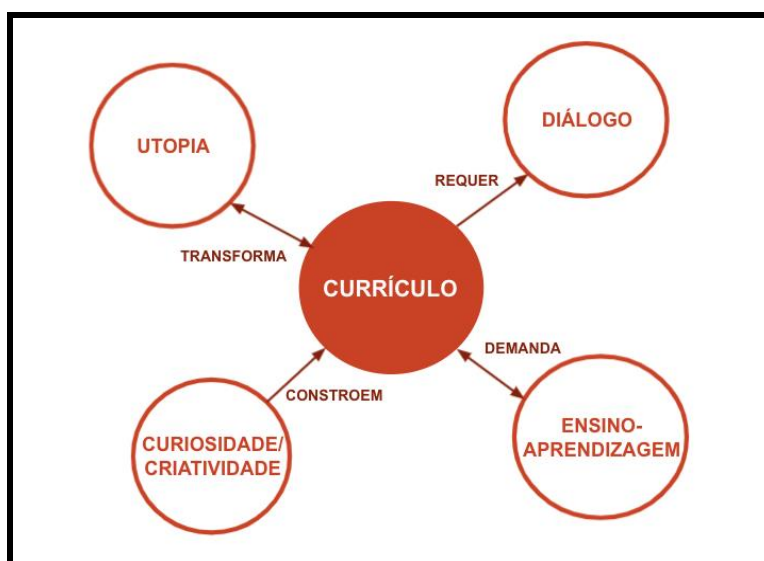 DIÁLOGO
UTOPIA
REQUER
TRANSFORMA
CURRÍCULO
DEMANDA
CONSTROEM
ENSINO-
APRENDIZAGEM
CURIOSIDADE/
CRIATIVIDADE